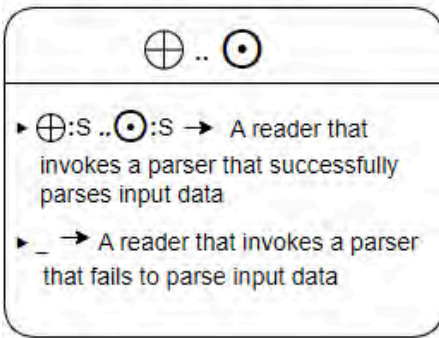 ⊕ .. ⊙
▸ ⊕:S ..⊙:S → A reader that
invokes a parser that successfully
parses input data
▸ _ → A reader that invokes a parser
that fails to parse input data